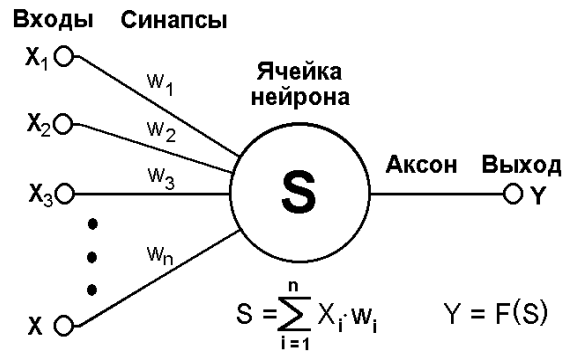 Входы Синапсы
X1
w1
Ячейка
нейрона
X2
w2
X3
w3
S
Аксон Выход
Y
wn
X
S = n∑i=1 Xi·wi Y = F(S)